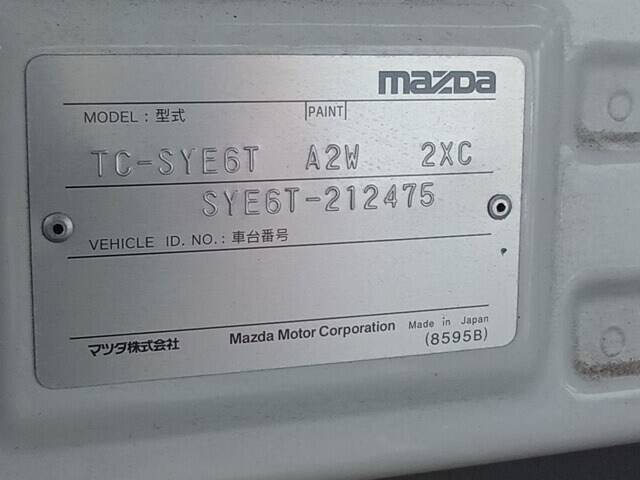 mazda
MODEL : 型式 PAINT
TC-SYE6T A2W 2XC
SYE6T-212475
VEHICLE ID. NO. : 車台番号
マツダ株式会社 Mazda Motor Corporation Made in Japan
(8595B)